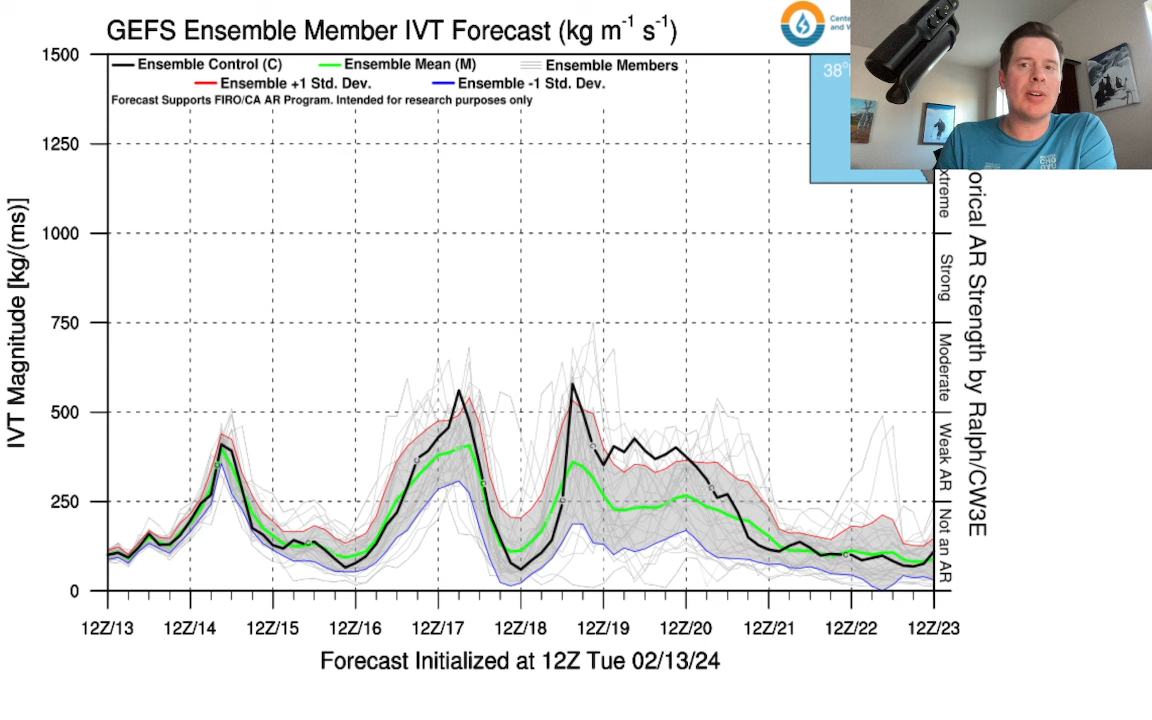 GEFS Ensemble Member IVT Forecast (kg m⁻¹ s⁻¹)
Ensemble Control (C)
Ensemble Mean (M)
Ensemble Members
Ensemble +1 Std. Dev.
Ensemble -1 Std. Dev.
Forecast Supports FIRO/CA AR Program. Intended for research purposes only
Cente
and V
38°
IVT Magnitude [kg/(ms)]
1500
1250
1000
750
500
250
0
xtreme
Strong
Moderate
Weak AR
Not an AR
orical AR Strength by Ralph/CW3E
12Z/13 12Z/14 12Z/15 12Z/16 12Z/17 12Z/18 12Z/19 12Z/20 12Z/21 12Z/22 12Z/23
Forecast Initialized at 12Z Tue 02/13/24